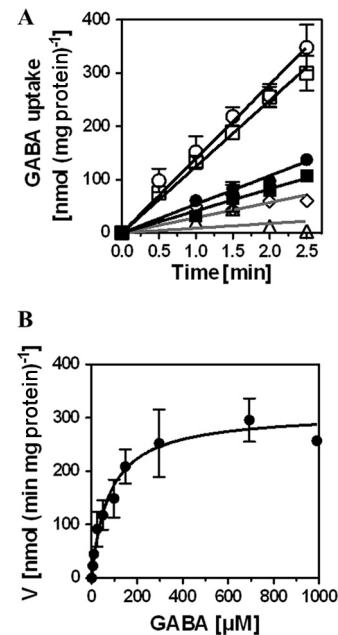 A
GABA uptake
[nmol (mg protein)⁻¹]
400
300
200
100
0
0.0 0.5 1.0 1.5 2.0 2.5
Time [min]
B
V [nmol (min mg protein)⁻¹]
400
300
200
100
0
0 200 400 600 800 1000
GABA [µM]